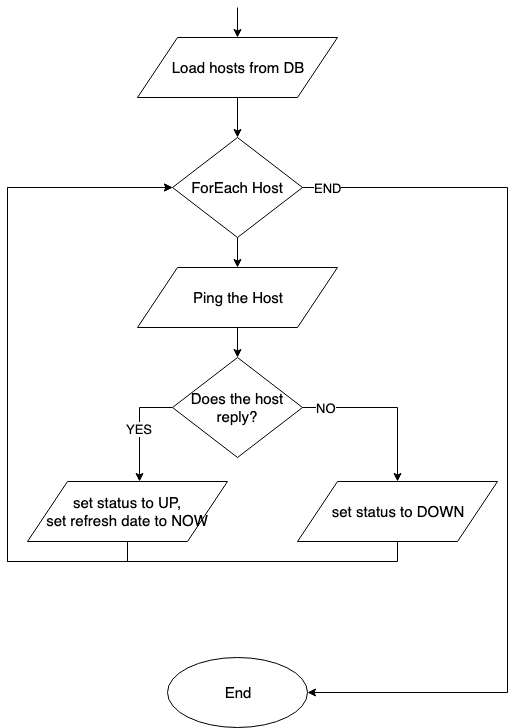 Load hosts from DB
ForEach Host
END
Ping the Host
Does the host
reply?
YES
NO
set status to UP,
set refresh date to NOW
set status to DOWN
End